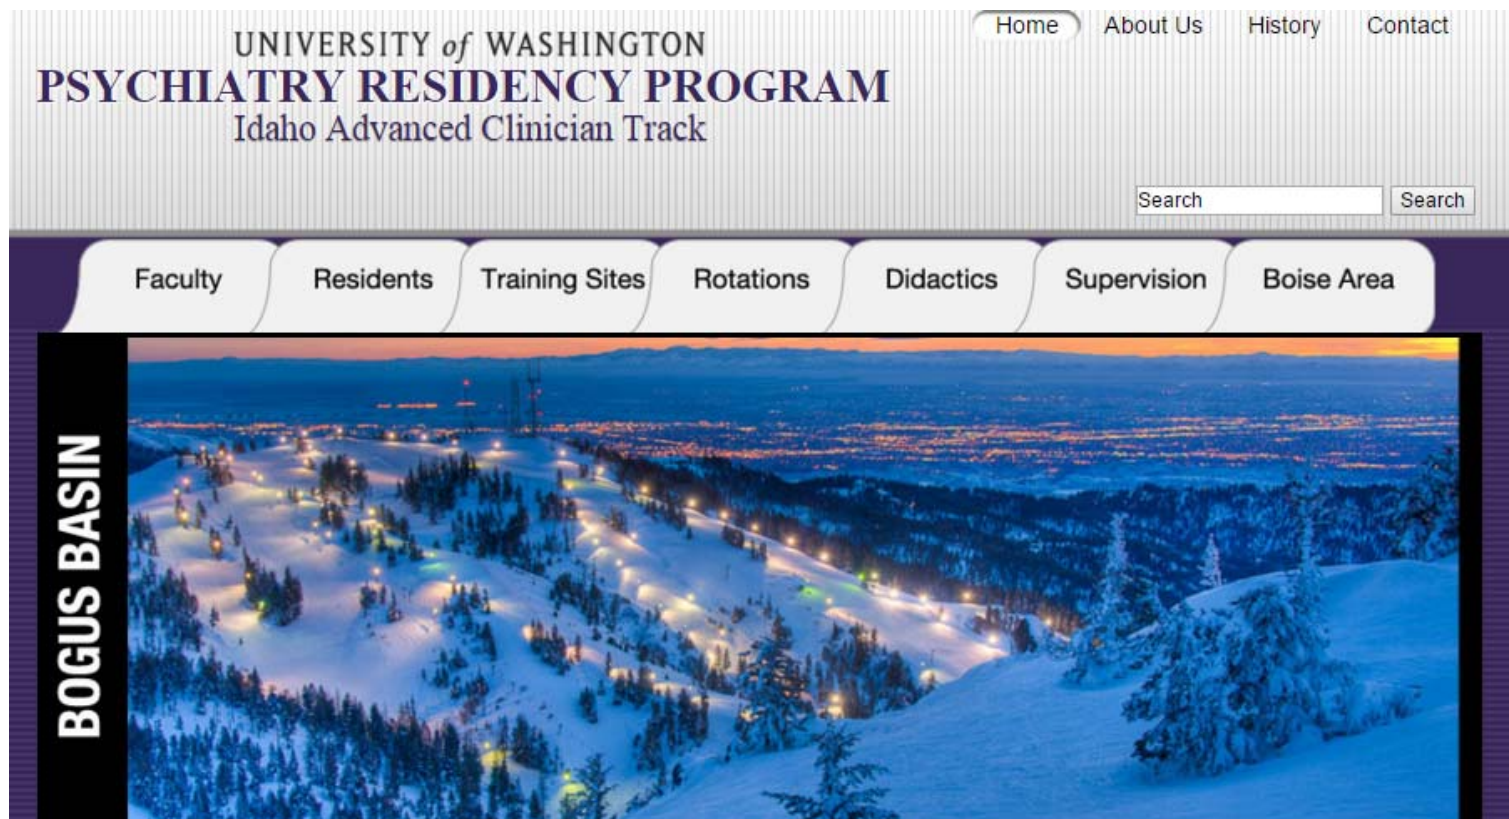 Home About Us History Contact
UNIVERSITY of WASHINGTON
PSYCHIATRY RESIDENCY PROGRAM
Idaho Advanced Clinician Track
Search Search
Faculty Residents Training Sites Rotations Didactics Supervision Boise Area
BOGUS BASIN